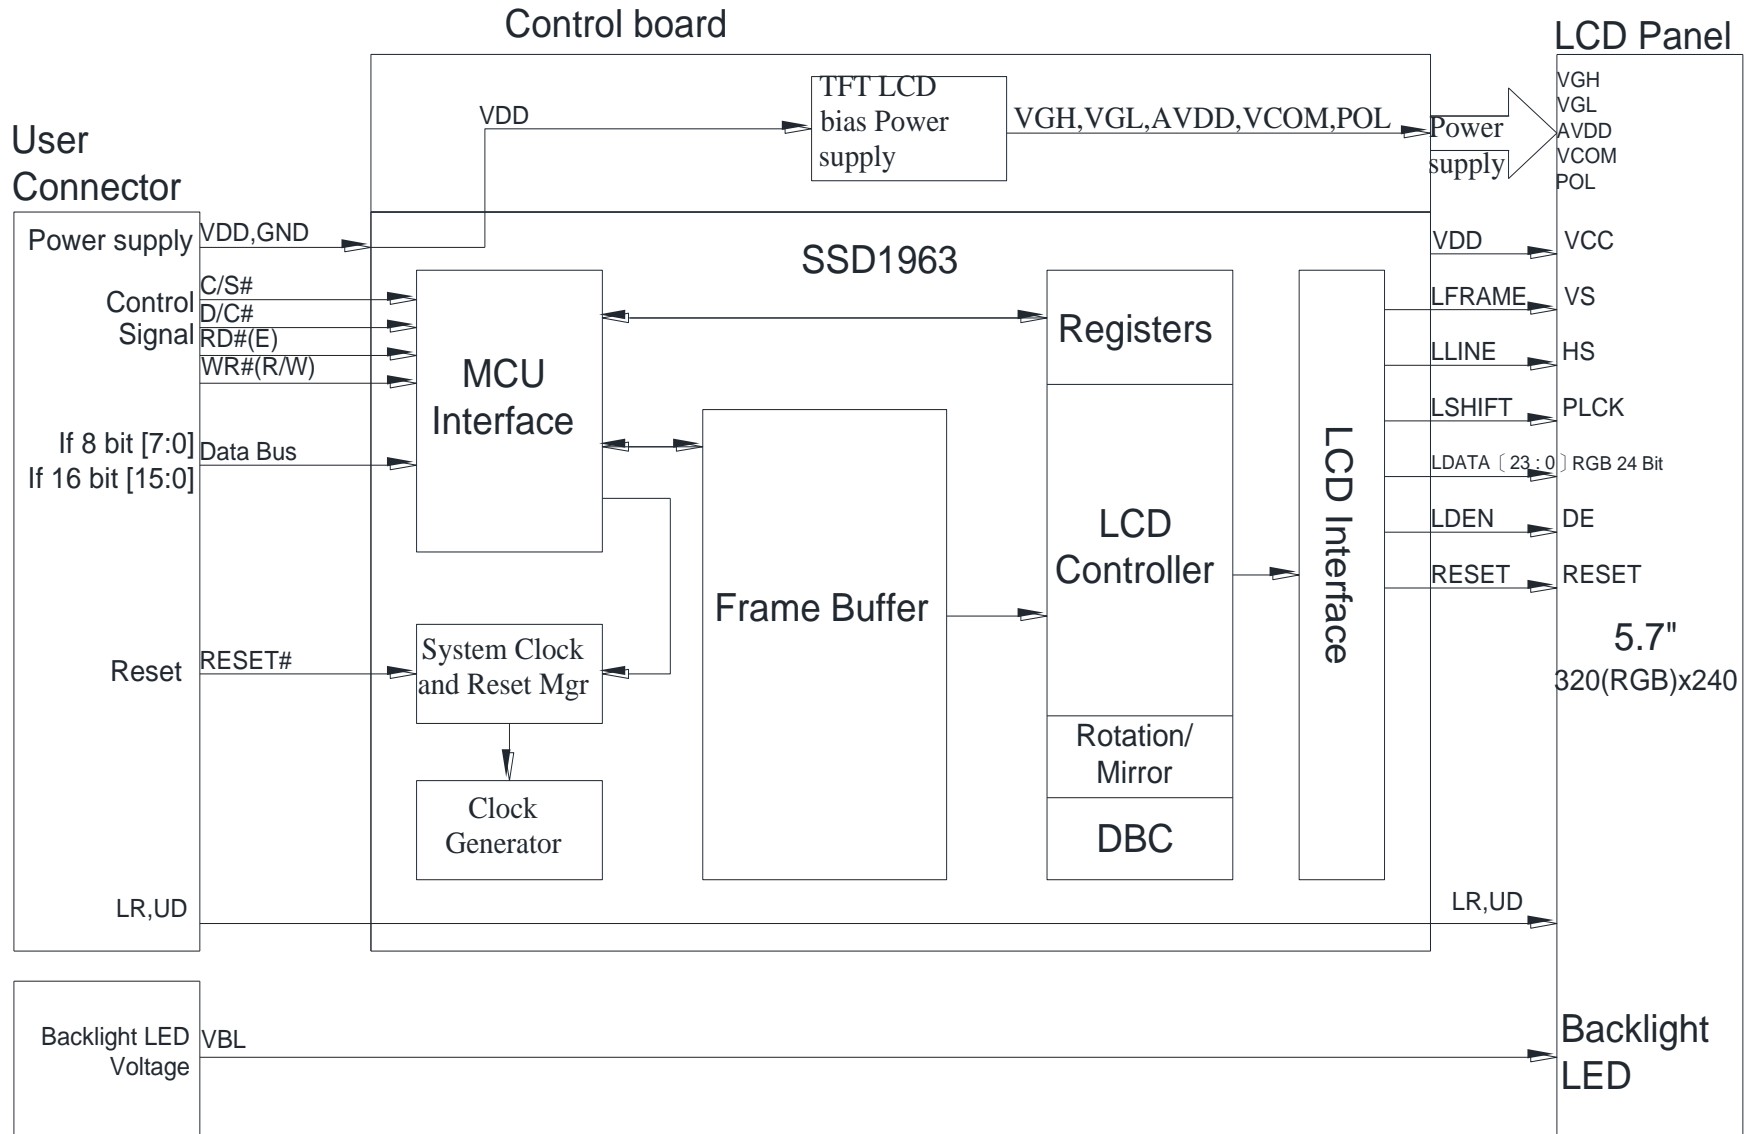 Control board
LCD Panel
User
Connector
TFT LCD
bias Power
supply
VDD
VGH,VGL,AVDD,VCOM,POL
Power
supply
VGH
VGL
AVDD
VCOM
POL
Power supply
VDD,GND
SSD1963
VDD
VCC
Control
Signal
C/S#
D/C#
RD#(E)
WR#(R/W)
MCU
Interface
Registers
LCD Interface
LFRAME
VS
LLINE
HS
LSHIFT
PLCK
LDATA〔23:0〕RGB 24 Bit
LDEN
DE
RESET
RESET
If 8 bit [7:0]
If 16 bit [15:0]
Data Bus
LCD
Controller
Frame Buffer
5.7"
320(RGB)x240
Reset
RESET#
System Clock
and Reset Mgr
Rotation/
Mirror
Clock
Generator
DBC
LR,UD
LR,UD
Backlight LED
Voltage
VBL
Backlight
LED